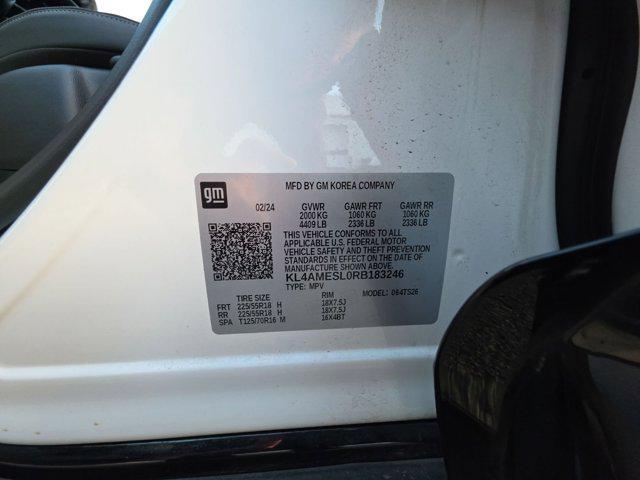 gm
MFD BY GM KOREA COMPANY
02/24 GVWR GAWR FRT GAWR RR
2000 KG 1060 KG 1060 KG
4409 LB 2336 LB 2336 LB
THIS VEHICLE CONFORMS TO ALL
APPLICABLE U.S. FEDERAL MOTOR
VEHICLE SAFETY AND THEFT PREVENTION
STANDARDS IN EFFECT ON THE DATE OF
MANUFACTURE SHOWN ABOVE.
KL4AMESL0RB183246
TYPE: MPV MODEL: 064TS26
TIRE SIZE RIM
FRT 225/55R18 H 18X7.5J
RR 225/55R18 H 18X7.5J
SPA T125/70R16 M 16X4BT